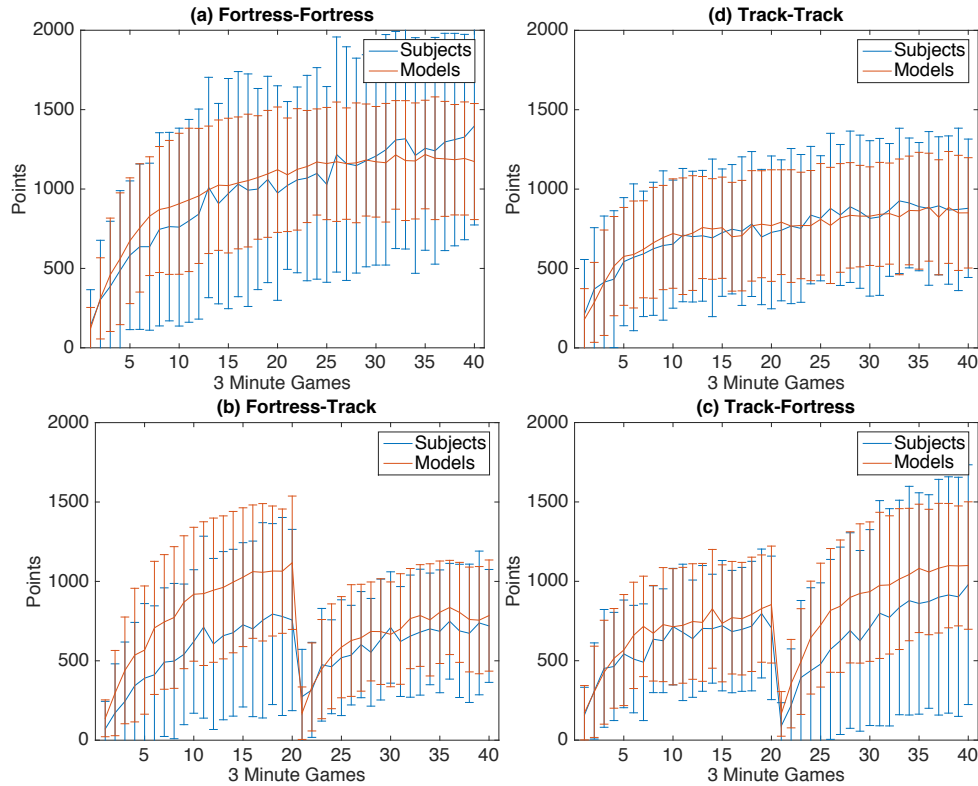 (a) Fortress-Fortress
2000
1500
1000
500
0
Points
Subjects
Models
5 10 15 20 25 30 35 40
3 Minute Games
(d) Track-Track
2000
1500
1000
500
0
Points
Subjects
Models
5 10 15 20 25 30 35 40
3 Minute Games
(b) Fortress-Track
2000
1500
1000
500
0
Points
Subjects
Models
5 10 15 20 25 30 35 40
3 Minute Games
(c) Track-Fortress
2000
1500
1000
500
0
Points
Subjects
Models
5 10 15 20 25 30 35 40
3 Minute Games